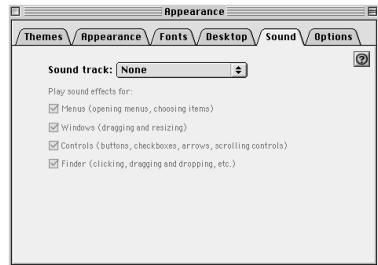 Appearance
Themes Appearance Fonts Desktop Sound Options
?
Sound track: None
Play sound effects for:
Menus (opening menus, choosing items)
Windows (dragging and resizing)
Controls (buttons, checkboxes, arrows, scrolling controls)
Finder (clicking, dragging and dropping, etc.)